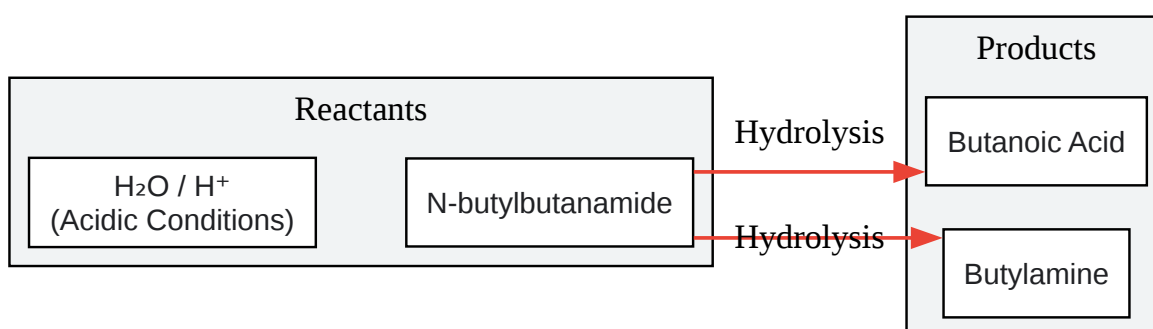 Products
Reactants
Hydrolysis
Butanoic Acid
H₂O / H⁺
(Acidic Conditions)
N-butylbutanamide
Hydrolysis
Butylamine